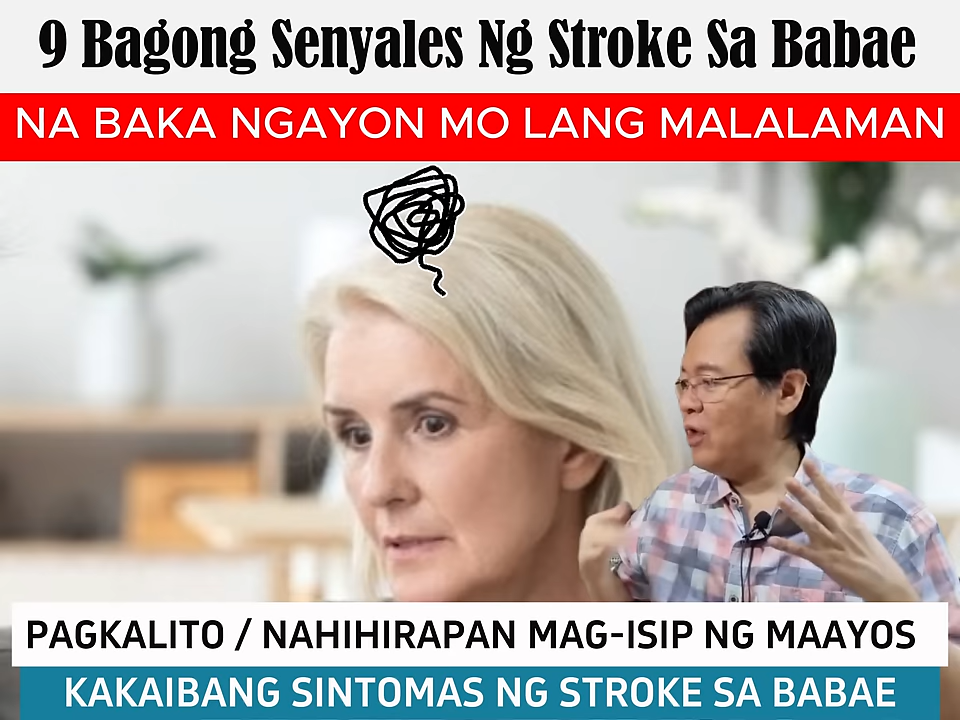 9 Bagong Senyales Ng Stroke Sa Babae
NA BAKA NGAYON MO LANG MALALAMAN
PAGKALITO / NAHIHIRAPAN MAG-ISIP NG MAAYOS
KAKAIBANG SINTOMAS NG STROKE SA BABAE